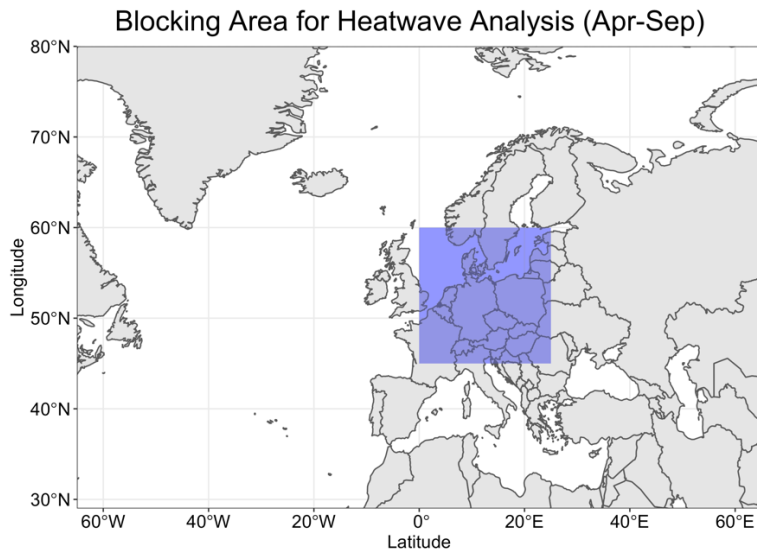 Blocking Area for Heatwave Analysis (Apr-Sep)
80°N
70°N
60°N
50°N
40°N
30°N
Longitude
60°W 40°W 20°W 0° 20°E 40°E 60°E
Latitude